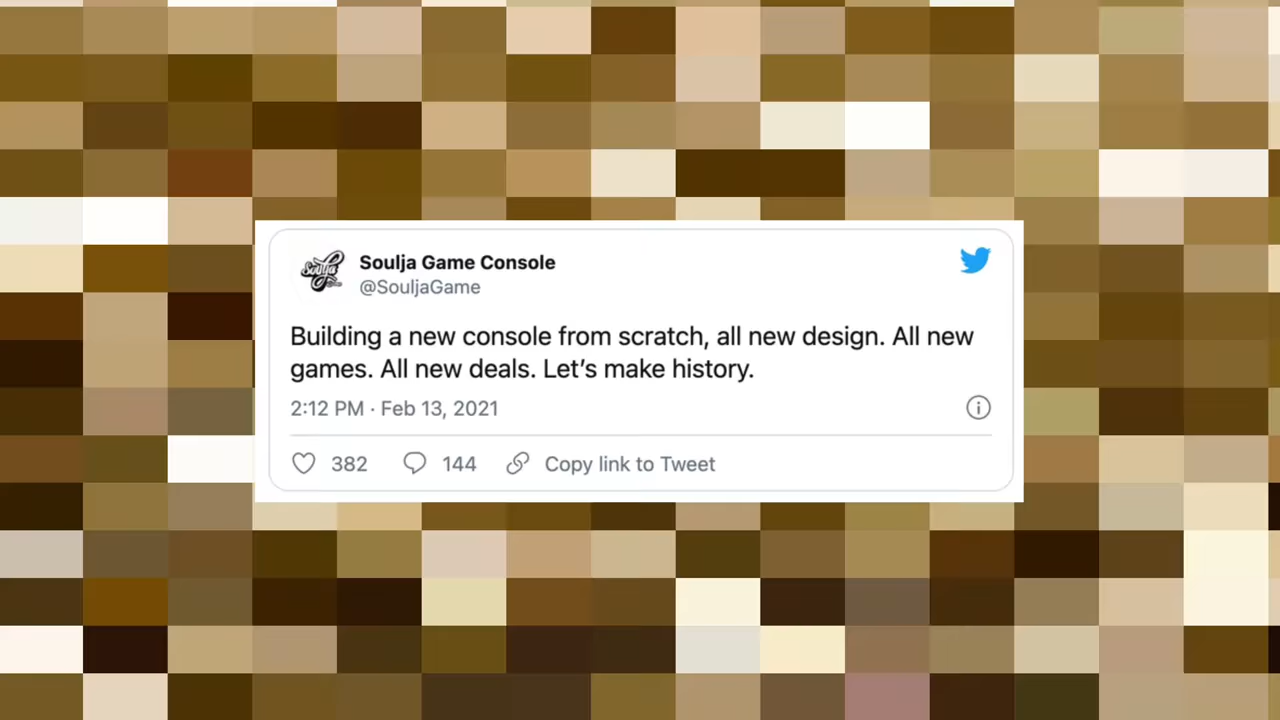 Soulja
Soulja Game Console
@SouljaGame
Building a new console from scratch, all new design. All new
games. All new deals. Let’s make history.
2:12 PM · Feb 13, 2021
382 144 Copy link to Tweet